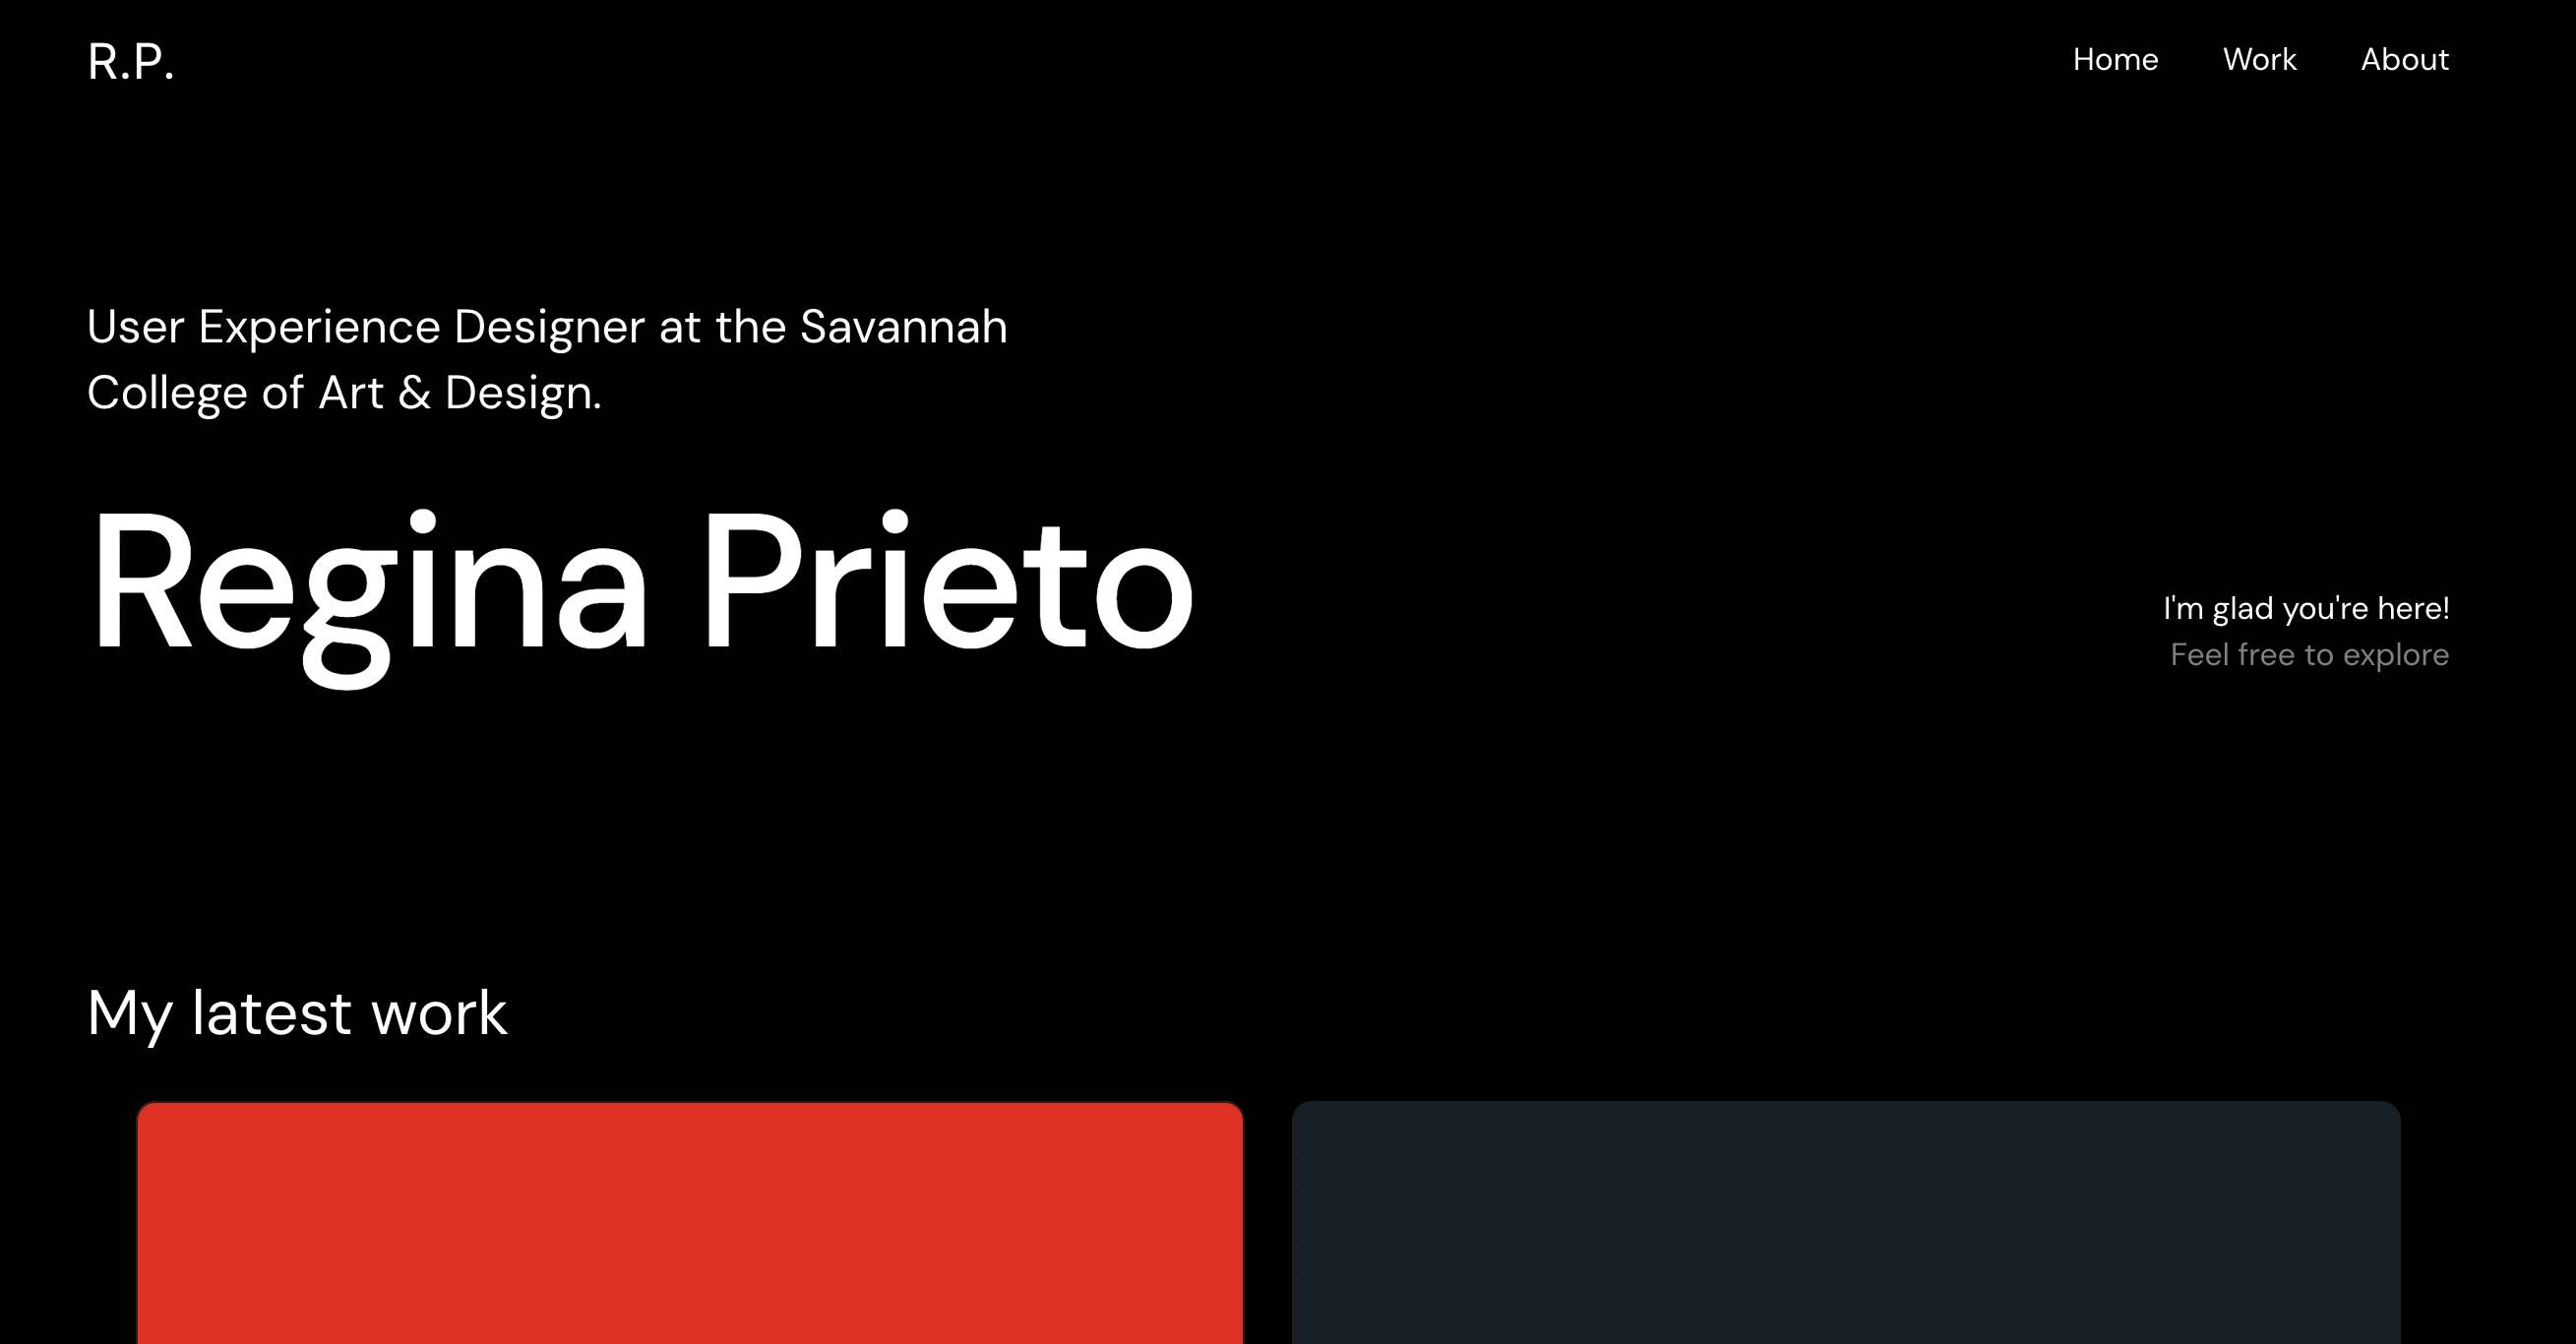 R.P.
Home Work About
User Experience Designer at the Savannah
College of Art & Design.
Regina Prieto
I'm glad you're here!
Feel free to explore
My latest work